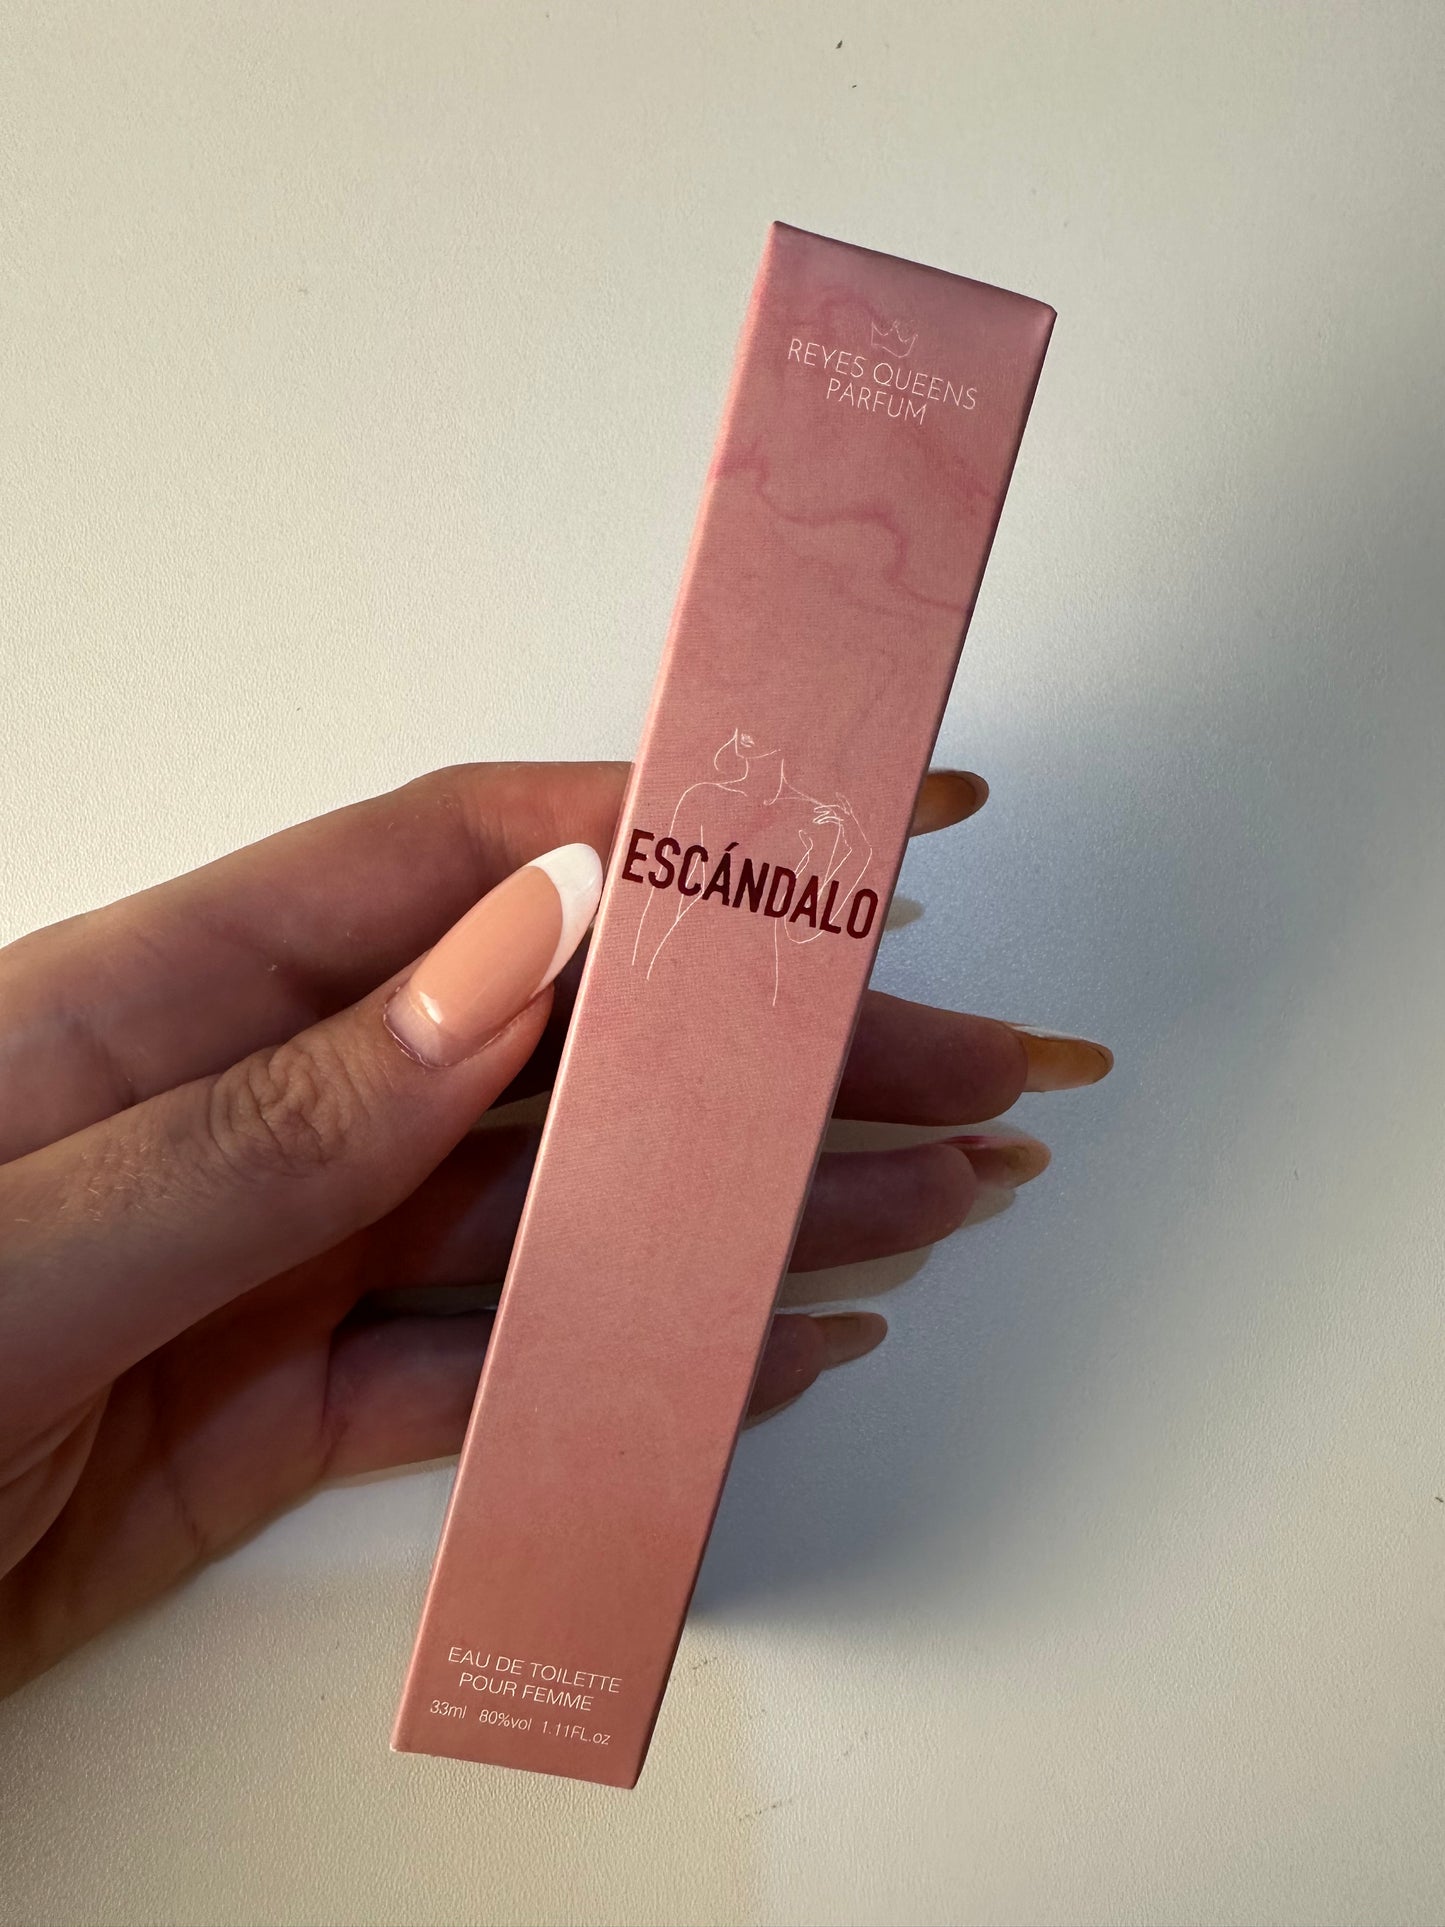 REYES QUEENS
PARFUM
ESCÁNDALO
EAU DE TOILETTE
POUR FEMME
33ml 80%vol 1.11FL.oz